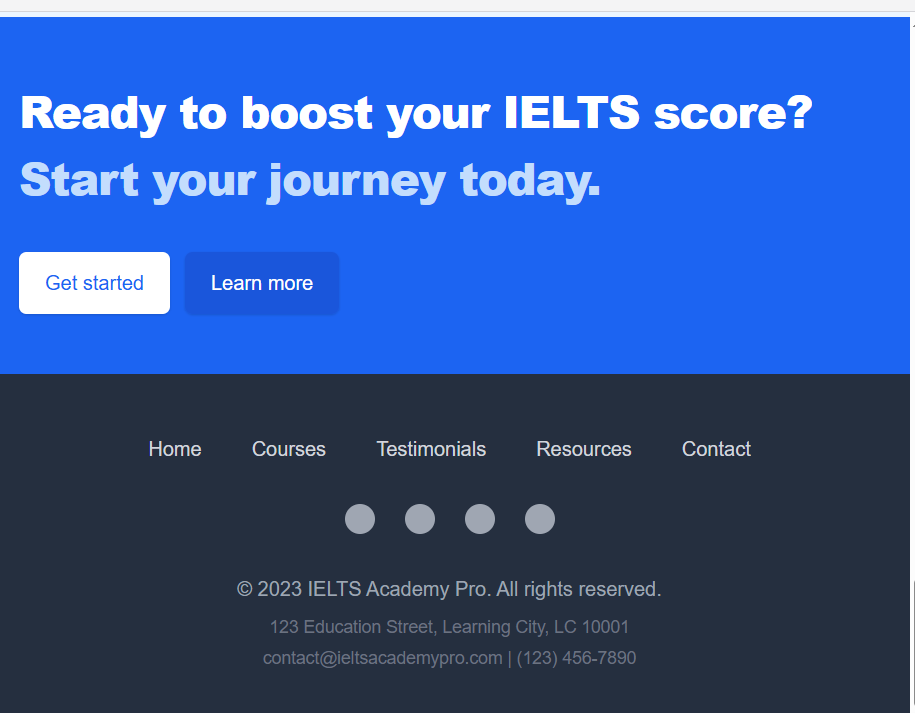 Ready to boost your IELTS score?
Start your journey today.
Get started
Learn more
Home
Courses
Testimonials
Resources
Contact
© 2023 IELTS Academy Pro. All rights reserved.
123 Education Street, Learning City, LC 10001
contact@ieltsacademypro.com | (123) 456-7890